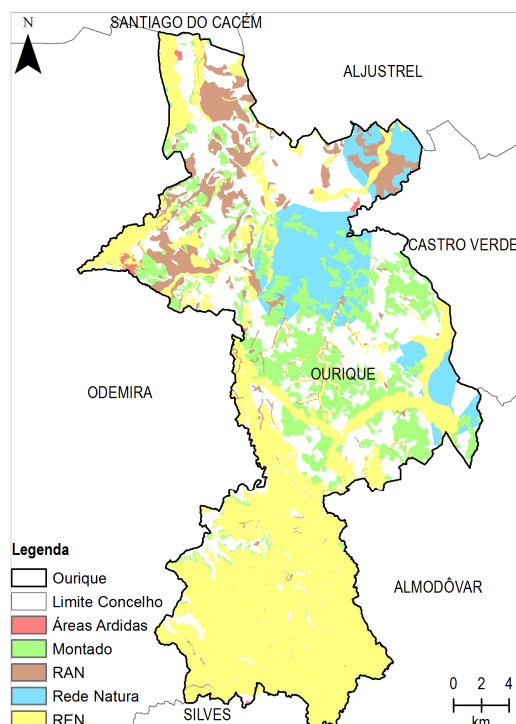 SANTIAGO DO CACÉM
N
ALJUSTREL
CASTRO VERDE
OURIQUE
ODEMIRA
ALMODÔVAR
SILVES
Legenda
Ourique
Limite Concelho
Áreas Ardidas
Montado
RAN
Rede Natura
REN
0 2 4
km